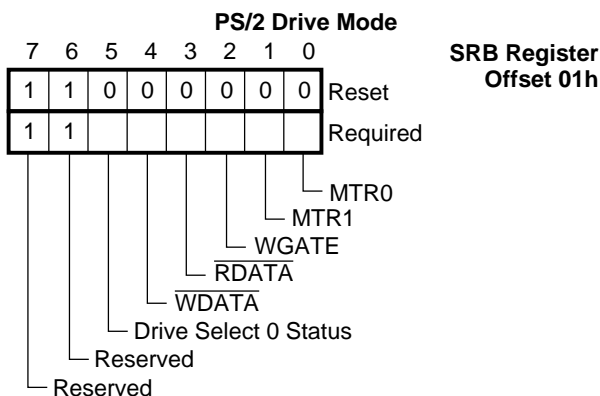 PS/2 Drive Mode
7 6 5 4 3 2 1 0
SRB Register
Offset 01h
1 1 0 0 0 0 0 0 Reset
1 1 Required
MTR0
MTR1
WGATE
RDATA
WDATA
Drive Select 0 Status
Reserved
Reserved